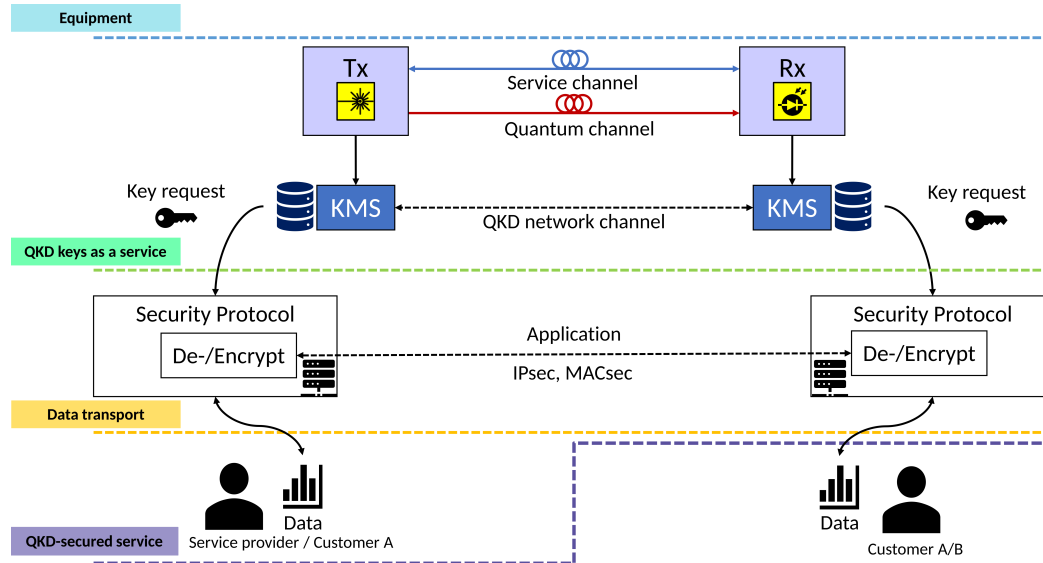 Equipment
Tx
Rx
Service channel
Quantum channel
Key request
KMS
QKD network channel
KMS
Key request
QKD keys as a service
Security Protocol
De-/Encrypt
Application
IPsec, MACsec
Security Protocol
De-/Encrypt
Data transport
Data
Service provider / Customer A
Data
Customer A/B
QKD-secured service